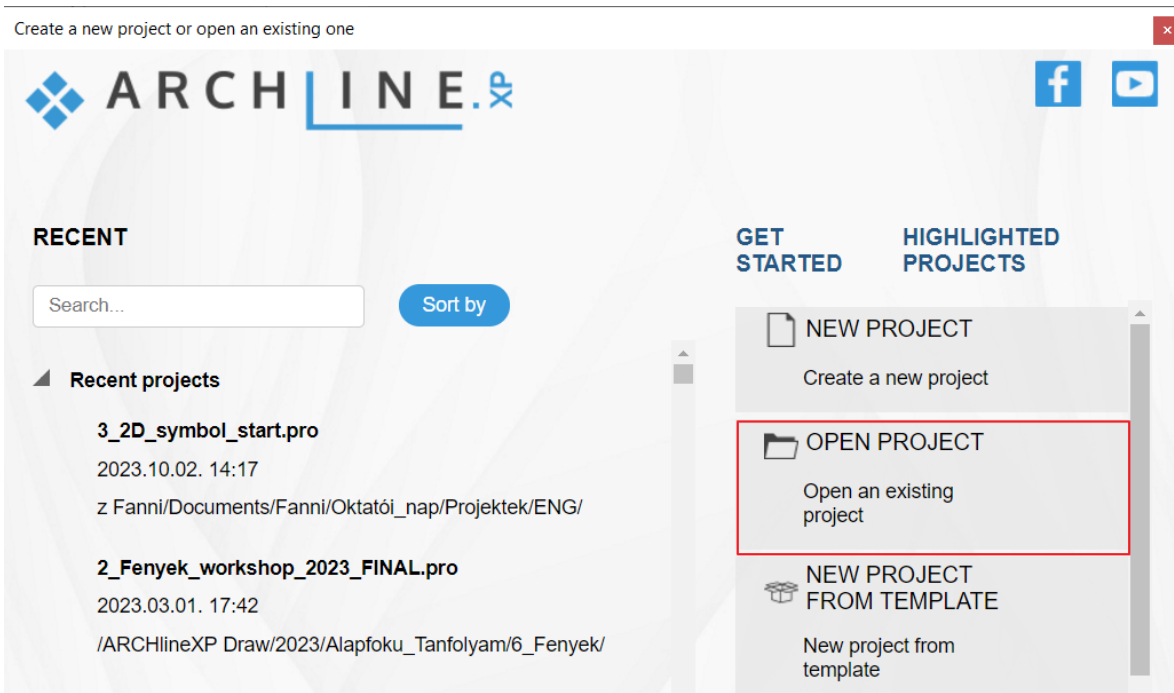 Create a new project or open an existing one
ARCHLINE.XP
RECENT
Search...
Sort by
Recent projects
3_2D_symbol_start.pro
2023.10.02. 14:17
z Fanni/Documents/Fanni/Oktatói_nap/Projektek/ENG/
2_Fenyek_workshop_2023_FINAL.pro
2023.03.01. 17:42
/ARCHlineXP Draw/2023/Alapfoku_Tanfolyam/6_Fenyek/
GET
STARTED
HIGHLIGHTED
PROJECTS
NEW PROJECT
Create a new project
OPEN PROJECT
Open an existing
project
NEW PROJECT
FROM TEMPLATE
New project from
template